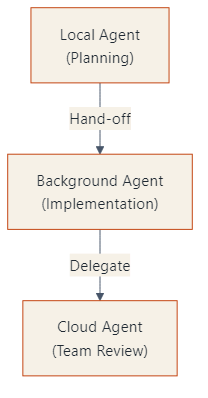 Local Agent
(Planning)
Hand-off
Background Agent
(Implementation)
Delegate
Cloud Agent
(Team Review)